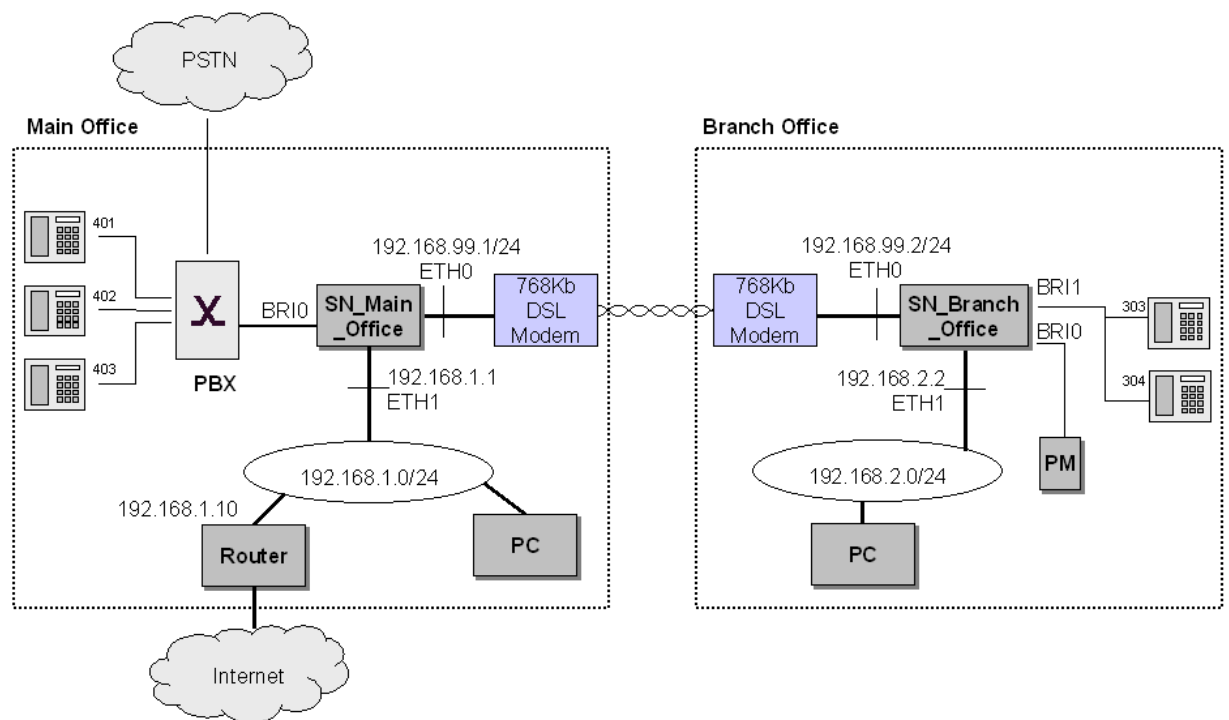 PSTN
Main Office
Branch Office
401
402
403
PBX
BRI0
SN_Main
_Office
192.168.99.1/24
ETH0
768Kb
DSL
Modem
192.168.1.1
ETH1
192.168.1.0/24
192.168.1.10
Router
PC
Internet
768Kb
DSL
Modem
192.168.99.2/24
ETH0
SN_Branch
_Office
BRI1
BRI0
303
304
192.168.2.2
ETH1
PM
192.168.2.0/24
PC